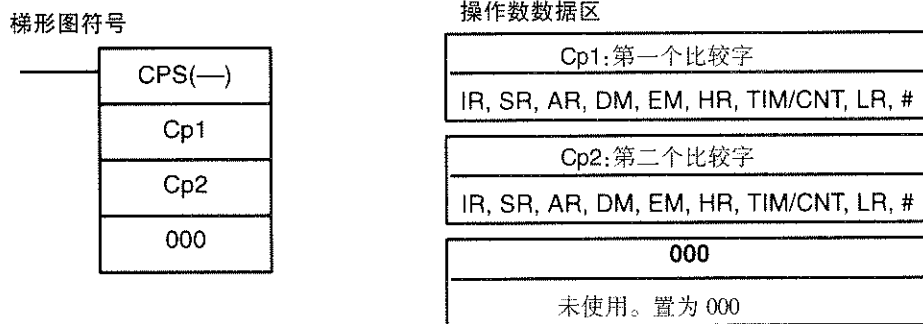 梯形图符号
CPS(—)
Cp1
Cp2
000
操作数数据区
Cp1:第一个比较字
IR, SR, AR, DM, EM, HR, TIM/CNT, LR, #
Cp2:第二个比较字
IR, SR, AR, DM, EM, HR, TIM/CNT, LR, #
000
未使用。置为 000